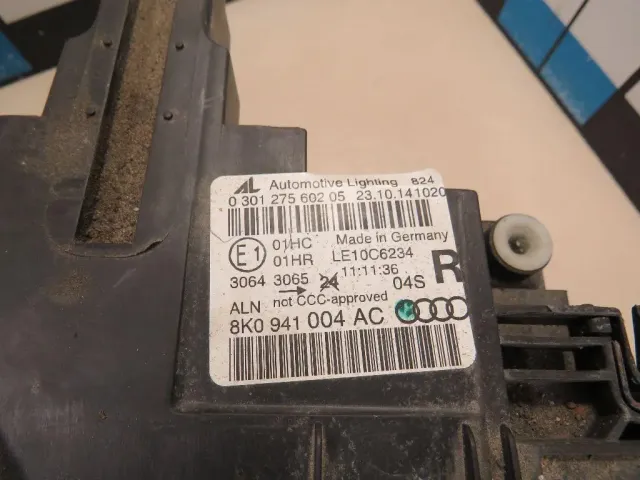 AL Automotive Lighting 824
0 301 275 602 05 23.10.141020
E1 01HC Made in Germany
01HR LE10C6234
3064 3065 24 11:11:36 R
ALN not CCC-approved 04S
8K0 941 004 AC